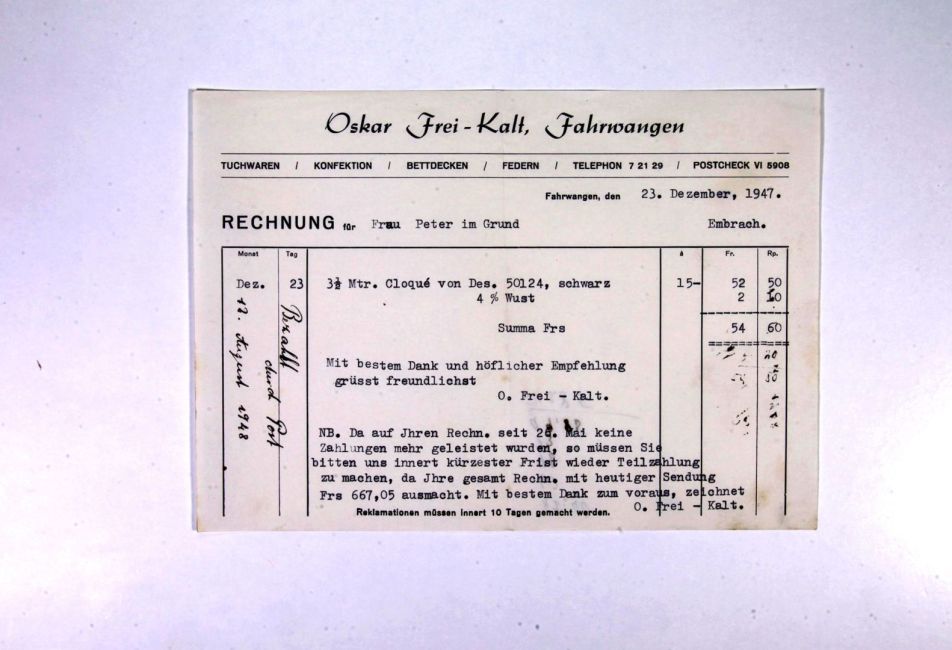 Oskar Frei-Kalt, Fahrwangen
TUCHWAREN / KONFEKTION / BETTDECKEN / FEDERN / TELEPHON 7 21 29 / POSTCHECK VI 5908
Fahrwangen, den 23. Dezember, 1947.
RECHNUNG für Frau Peter im Grund Embrach.
Monat Tag à Fr. Rp.
Dez. 23 3½ Mtr. Cloqué von Des. 50124, schwarz 15- 52 50
4 % Wust 2 10
Summa Frs 54 60
Mit bestem Dank und höflicher Empfehlung
grüsst freundlichst
O. Frei - Kalt.
NB. Da auf Jhren Rechn. seit 26. Mai keine
Zahlungen mehr geleistet wurden, so müssen Sie
bitten uns innert kürzester Frist wieder Teilzahlung
zu machen, da Jhre gesamt Rechn. mit heutiger Sendung
Frs 667,05 ausmacht. Mit bestem Dank zum voraus, zeichnet
O. Frei - Kalt.
Reklamationen müssen innert 10 Tagen gemacht werden.
Bezahlt
durch Post
12. August 1948